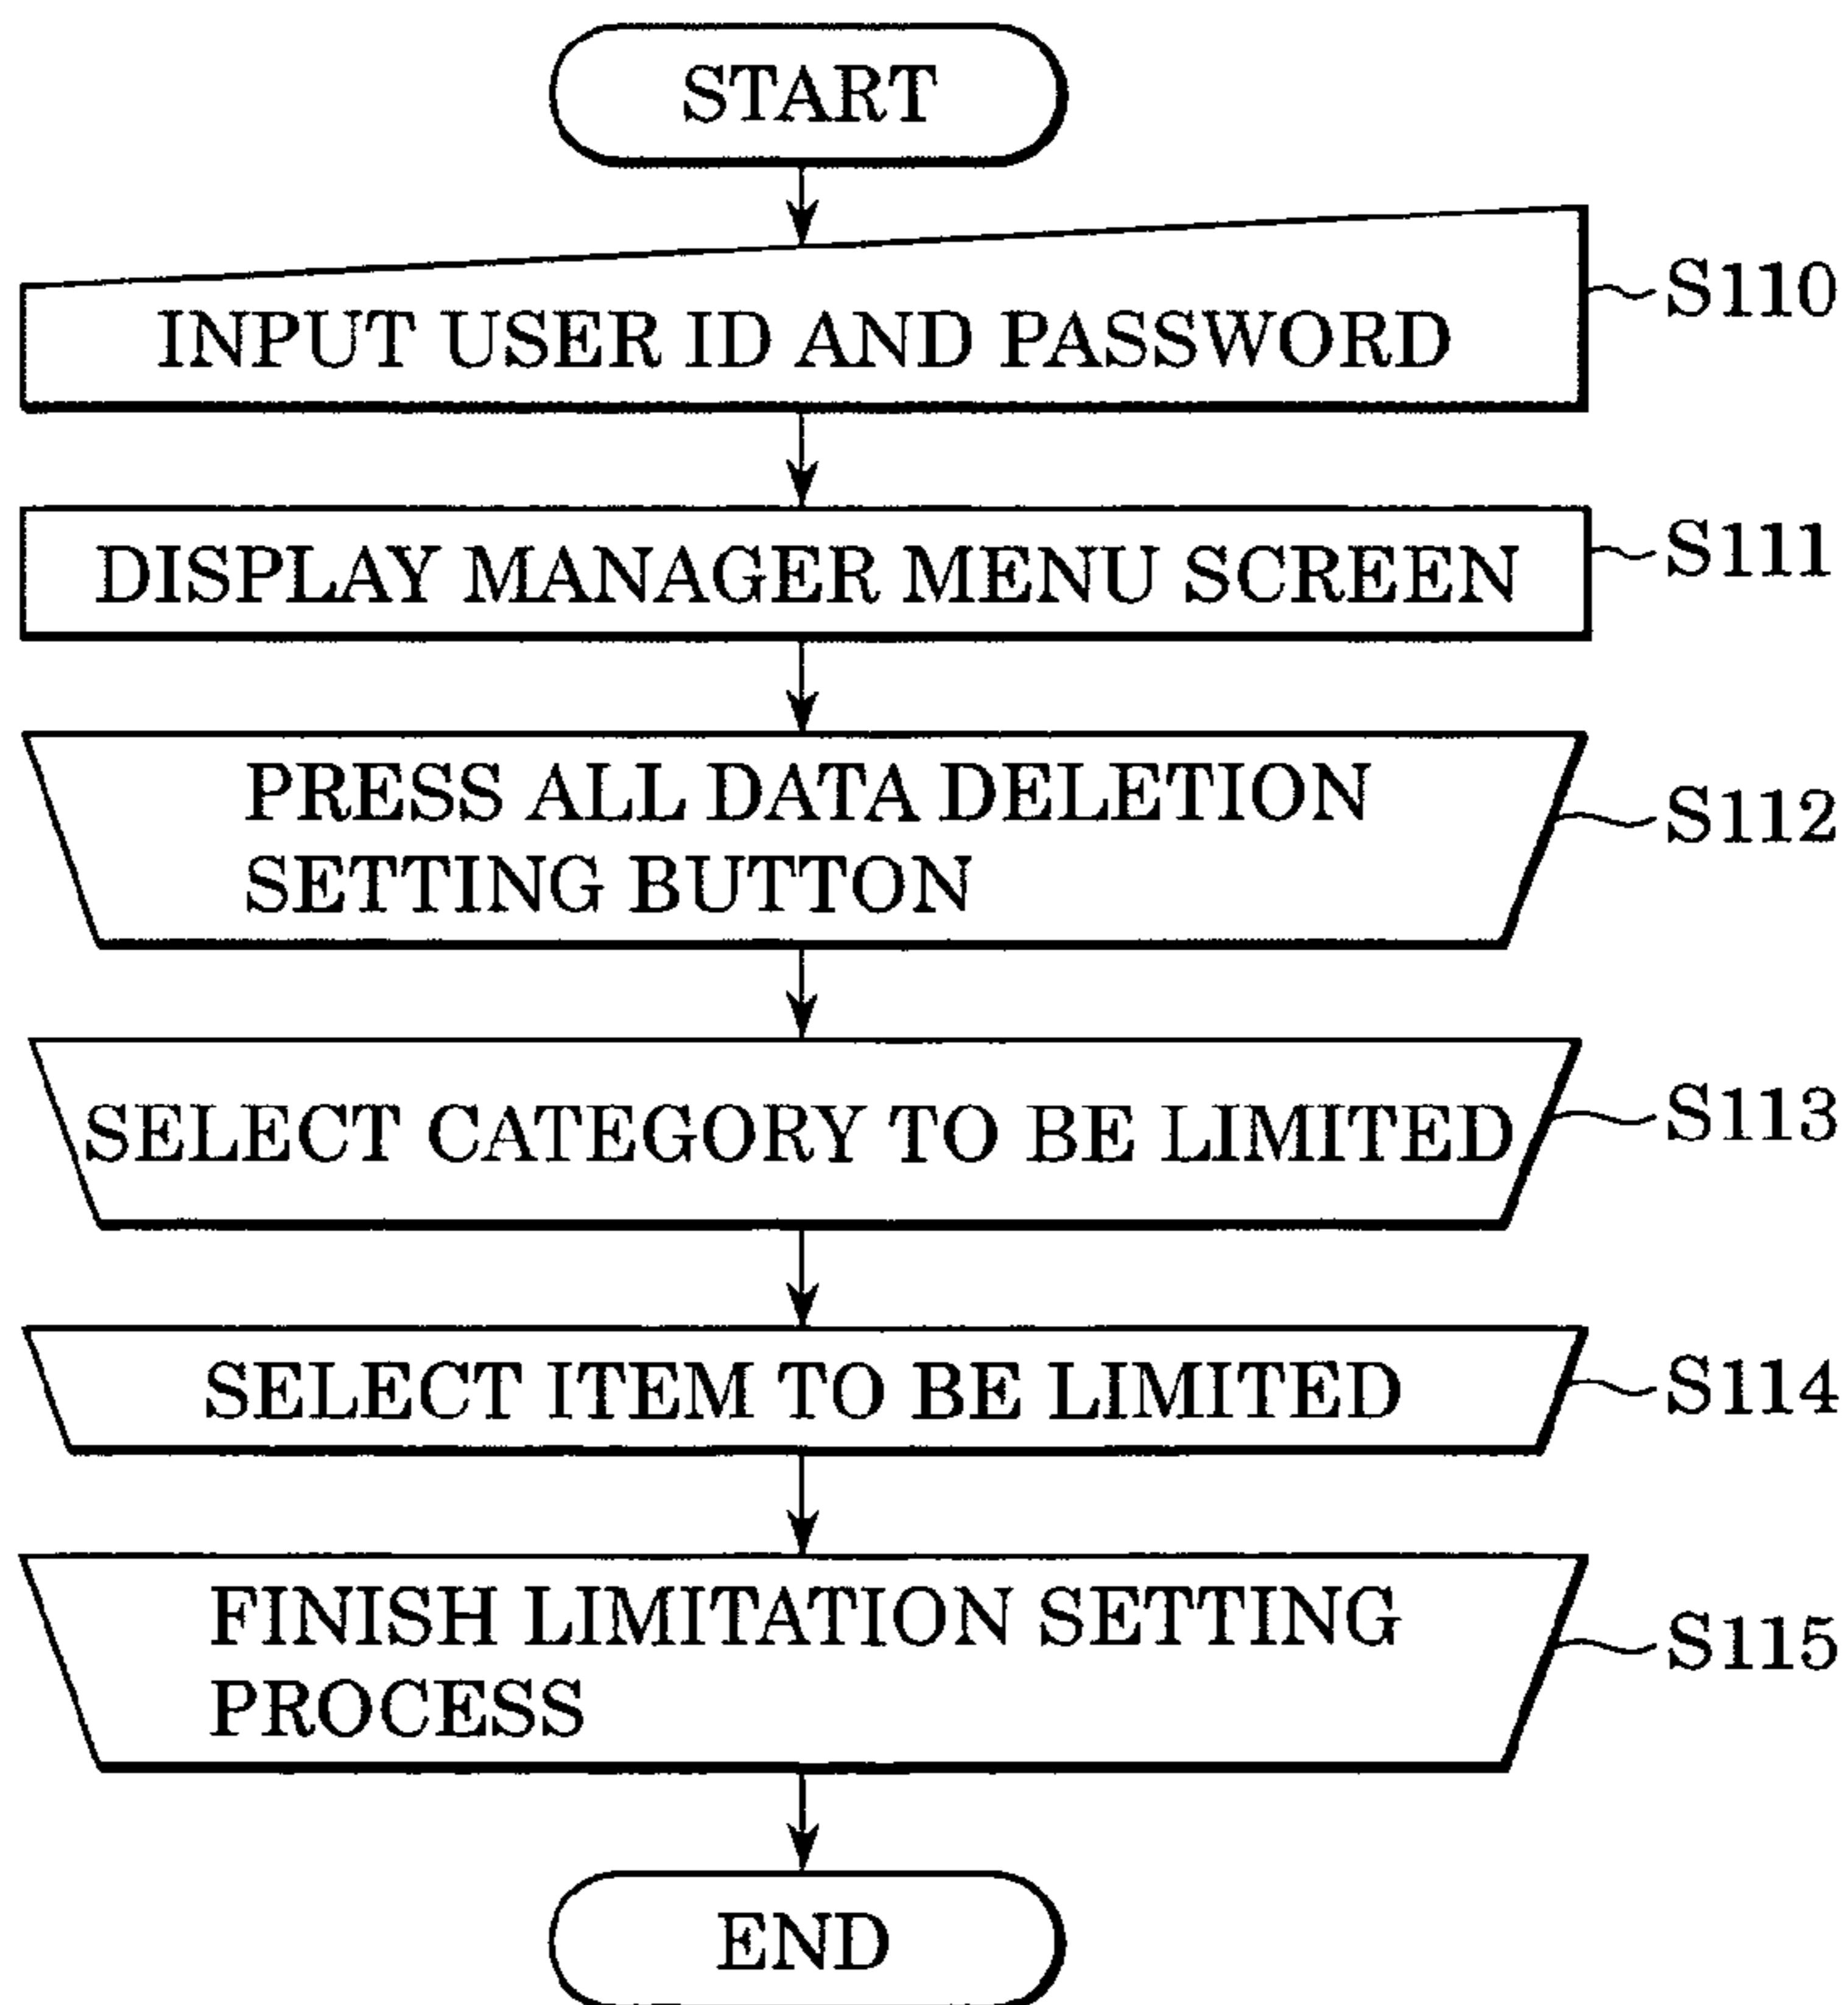 START
INPUT USER ID AND PASSWORD
S110
DISPLAY MANAGER MENU SCREEN
S111
PRESS ALL DATA DELETION
SETTING BUTTON
S112
SELECT CATEGORY TO BE LIMITED
S113
SELECT ITEM TO BE LIMITED
S114
FINISH LIMITATION SETTING
PROCESS
S115
END